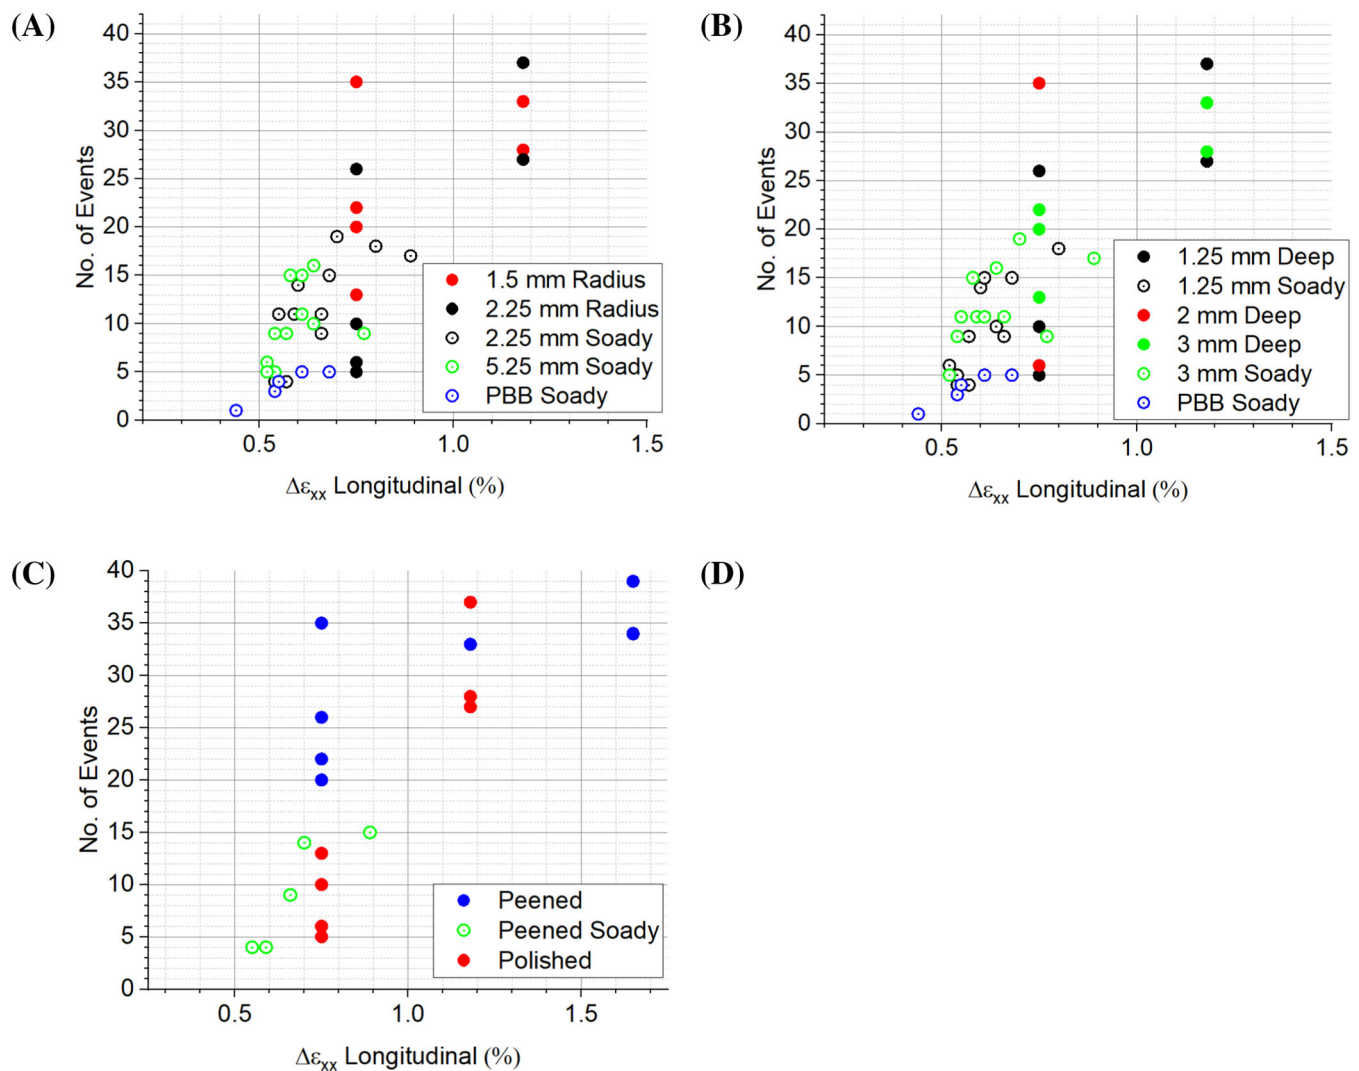 (A)
40
35
30
25
20
15
10
5
0
No. of Events
0.5
1.0
1.5
Δεxx Longitudinal (%)
1.5 mm Radius
2.25 mm Radius
2.25 mm Soady
5.25 mm Soady
PBB Soady
(B)
40
35
30
25
20
15
10
5
0
No. of Events
0.5
1.0
1.5
Δεxx Longitudinal (%)
1.25 mm Deep
1.25 mm Soady
2 mm Deep
3 mm Deep
3 mm Soady
PBB Soady
(C)
40
35
30
25
20
15
10
5
0
No. of Events
0.5
1.0
1.5
Δεxx Longitudinal (%)
Peened
Peened Soady
Polished
(D)